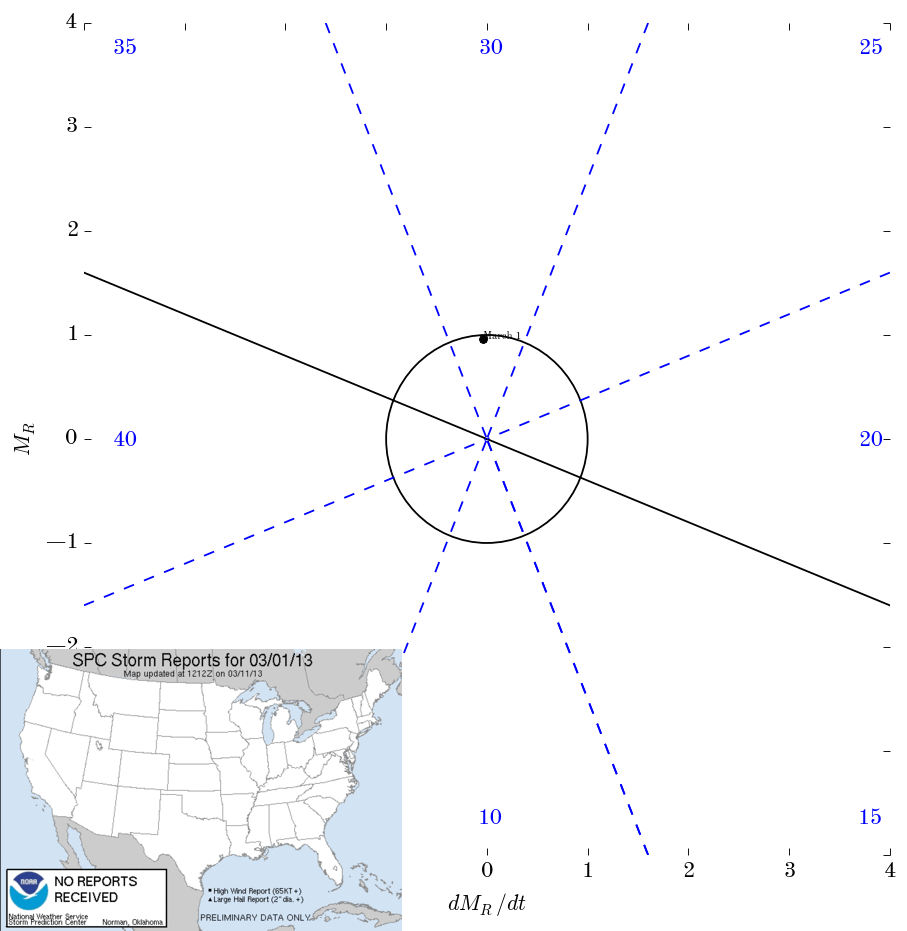 4
35
30
25
3
2
1
March 1
M_R
0
40
20
−1
−2
SPC Storm Reports for 03/01/13
Map updated at 1212Z on 03/11/13
10
15
NOAA
NO REPORTS
RECEIVED
National Weather Service
Storm Prediction Center Norman, Oklahoma
High Wind Report (65KT +)
Large Hail Report (2" dia. +)
PRELIMINARY DATA ONLY.
0 1 2 3 4
dM_R/dt